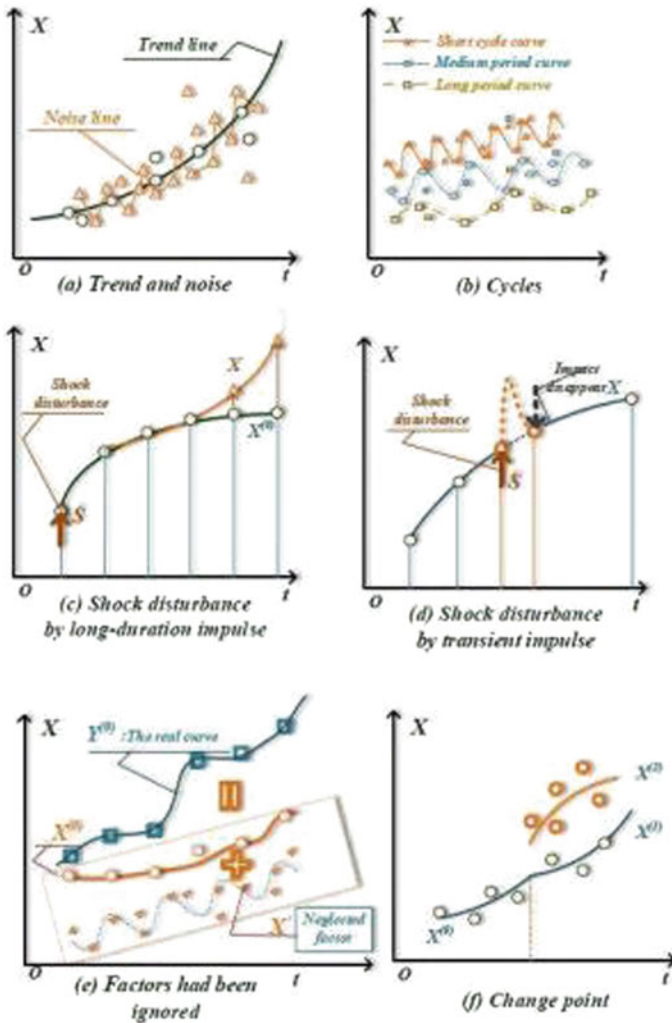 X
Trend line
Noise line
O
t
(a) Trend and noise
X
Short cycle curve
Medium period curve
Long period curve
O
t
(b) Cycles
X
Shock
disturbance
X
X⁽⁰⁾
S
O
t
(c) Shock disturbance
by long-duration impulse
X
Impact
disappear X
Shock
disturbance
S
O
t
(d) Shock disturbance
by transient impulse
X
Y⁽⁰⁾ :The real curve
X⁽⁰⁾
X'
Neglected
factor
O
t
(e) Factors had been
ignored
X
X⁽²⁾
X⁽¹⁾
X⁽⁰⁾
O
t
(f) Change point